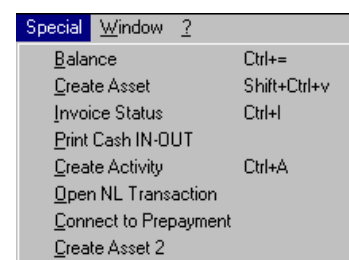 Special Window ?
Balance Ctrl+=
Create Asset Shift+Ctrl+v
Invoice Status Ctrl+I
Print Cash IN-OUT
Create Activity Ctrl+A
Open NL Transaction
Connect to Prepayment
Create Asset 2